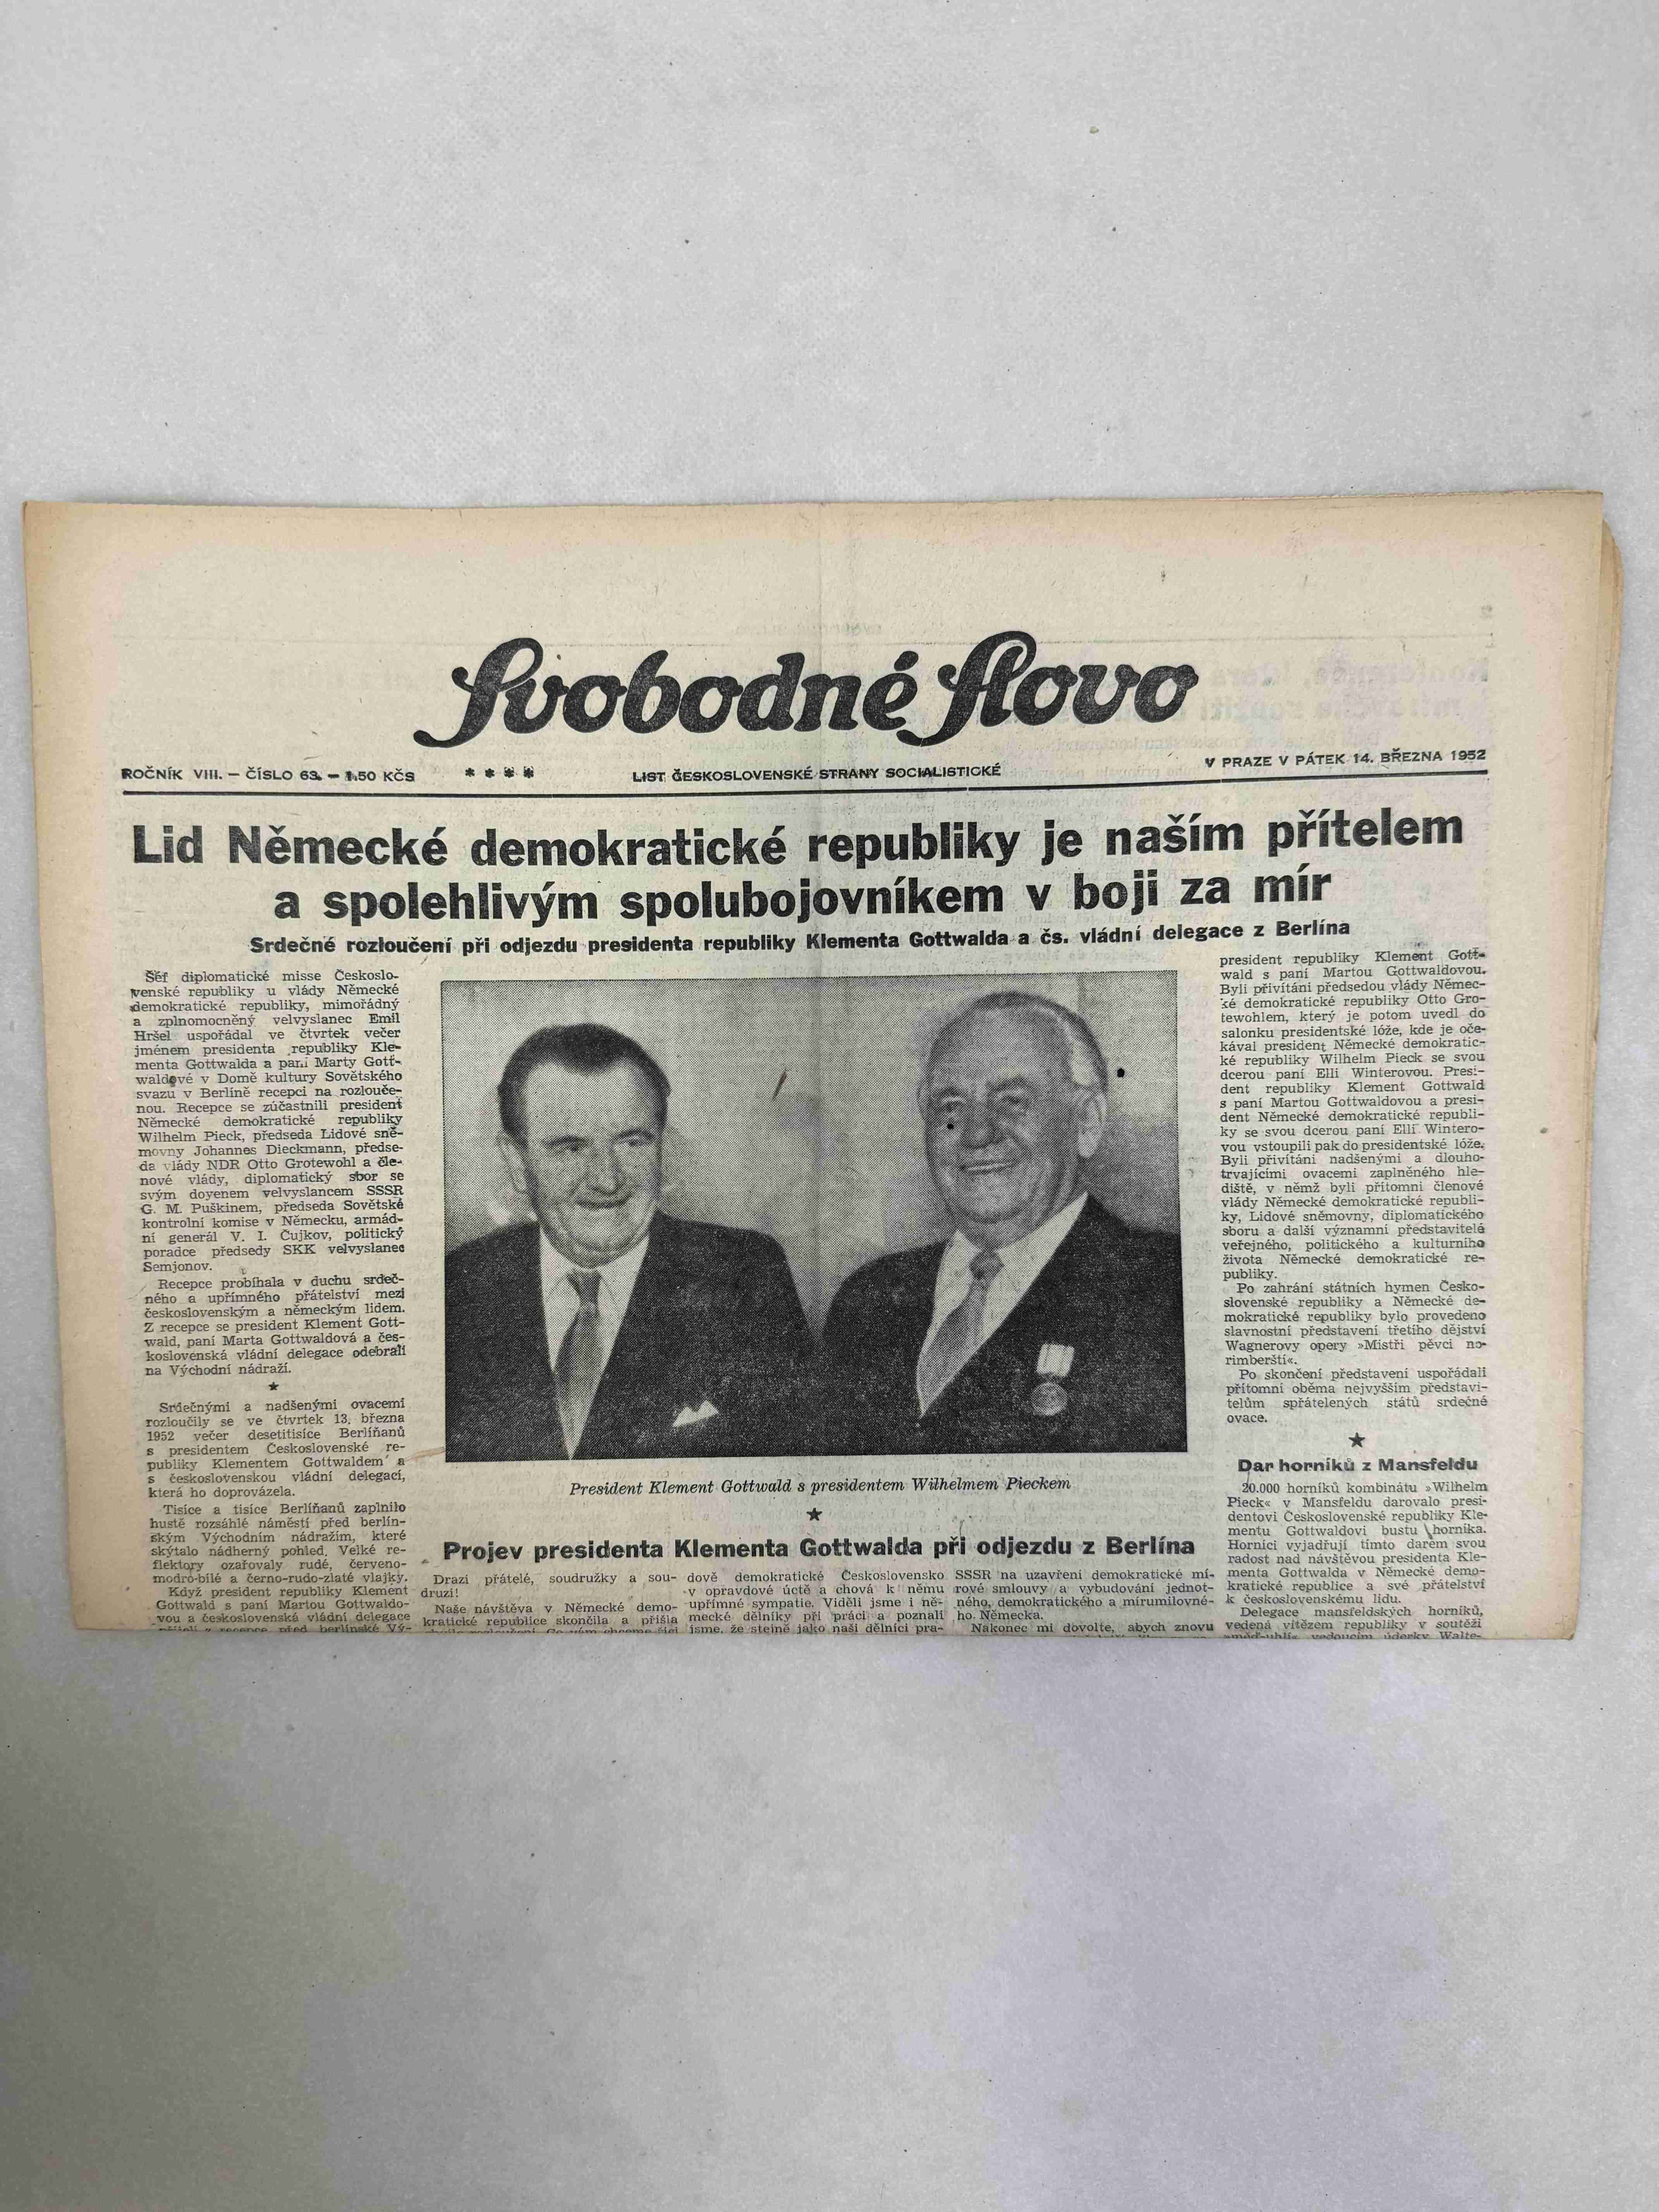 Svobodné slovo
ROČNÍK VIII. — ČÍSLO 63. — 1.50 KČS
* * * *
LIST ČESKOSLOVENSKÉ STRANY SOCIALISTICKÉ
V PRAZE V PÁTEK 14. BŘEZNA 1952
Lid Německé demokratické republiky je naším přítelem
a spolehlivým spolubojovníkem v boji za mír
Srdečné rozloučení při odjezdu presidenta republiky Klementa Gottwalda a čs. vládní delegace z Berlína
Šéf diplomatické misse Českoslo-
venské republiky u vlády Německé
demokratické republiky, mimořádný
a zplnomocněný velvyslanec Emil
Hršel uspořádal ve čtvrtek večer
jménem presidenta republiky Kle-
menta Gottwalda a paní Marty Gott-
waldové v Domě kultury Sovětského
svazu v Berlíně recepci na rozlouče-
nou. Recepce se zúčastnili president
Německé demokratické republiky
Wilhelm Pieck, předseda Lidové sně-
movny Johannes Dieckmann, předse-
da vlády NDR Otto Grotewohl a čle-
nové vlády, diplomatický sbor se
svým doyenem velvyslancem SSSR
G. M. Puškinem, předseda Sovětské
kontrolní komise v Německu, armád-
ní generál V. I. Čujkov, politický
poradce předsedy SKK velvyslanec
Semjonov.
Recepce probíhala v duchu srdeč-
ného a upřímného přátelství mezi
československým a německým lidem.
Z recepce se president Klement Gott-
wald, paní Marta Gottwaldová a čes-
koslovenská vládní delegace odebrali
na Východní nádraží.
★
Srdečnými a nadšenými ovacemi
rozloučily se ve čtvrtek 13. března
1952 večer desetitisíce Berlíňanů
s presidentem Československé re-
publiky Klementem Gottwaldem a
s československou vládní delegací,
která ho doprovázela.
Tisíce a tisíce Berlíňanů zaplnilo
hustě rozsáhlé náměstí před berlín-
ským Východním nádražím, které
skýtalo nádherný pohled. Velké re-
flektory ozařovaly rudé, červeno-
modro-bílé a černo-rudo-zlaté vlajky.
Když president republiky Klement
Gottwald s paní Martou Gottwaldo-
vou a československá vládní delegace
přijeli z recepce před berlínské Vý-
President Klement Gottwald s presidentem Wilhelmem Pieckem
★
Projev presidenta Klementa Gottwalda při odjezdu z Berlína
Drazí přátelé, soudružky a sou-
druzi!
Naše návštěva v Německé demo-
kratické republice skončila a přišla
dově demokratické Československo
v opravdové úctě a chová k němu
upřímné sympatie. Viděli jsme i ně-
mecké dělníky při práci a poznali
jsme, že stejně jako naši dělníci pra-
SSSR na uzavření demokratické mí-
rové smlouvy a vybudování jednot-
ného, demokratického a mírumilovné-
ho Německa.
Nakonec mi dovolte, abych znovu
president republiky Klement Gott-
wald s paní Martou Gottwaldovou.
Byli přivítáni předsedou vlády Němec-
ké demokratické republiky Otto Gro-
tewohlem, který je potom uvedl do
salonku presidentské lóže, kde je oče-
kával president Německé demokratic-
ké republiky Wilhelm Pieck se svou
dcerou paní Elli Winterovou. Presi-
dent republiky Klement Gottwald
s paní Martou Gottwaldovou a presi-
dent Německé demokratické republi-
ky se svou dcerou paní Elli Wintero-
vou vstoupili pak do presidentské lóže.
Byli přivítáni nadšenými a dlouho-
trvajícími ovacemi zaplněného hle-
diště, v němž byli přítomni členové
vlády Německé demokratické republi-
ky, Lidové sněmovny, diplomatického
sboru a další významní představitelé
veřejného, politického a kulturního
života Německé demokratické re-
publiky.
Po zahrání státních hymen Česko-
slovenské republiky a Německé de-
mokratické republiky bylo provedeno
slavnostní představení třetího dějství
Wagnerovy opery »Mistři pěvci no-
rimberští«.
Po skončení představení uspořádali
přítomní oběma nejvyšším představi-
telům spřátelených států srdečné
ovace.
★
Dar horníků z Mansfeldu
20.000 horníků kombinátu »Wilhelm
Pieck« v Mansfeldu darovalo presi-
dentovi Československé republiky Kle-
mentu Gottwaldovi bustu horníka.
Horníci vyjadřují tímto darem svou
radost nad návštěvou presidenta Kle-
menta Gottwalda v Německé demo-
kratické republice a své přátelství
k československému lidu.
Delegace mansfeldských horníků,
vedená vítězem republiky v soutěži